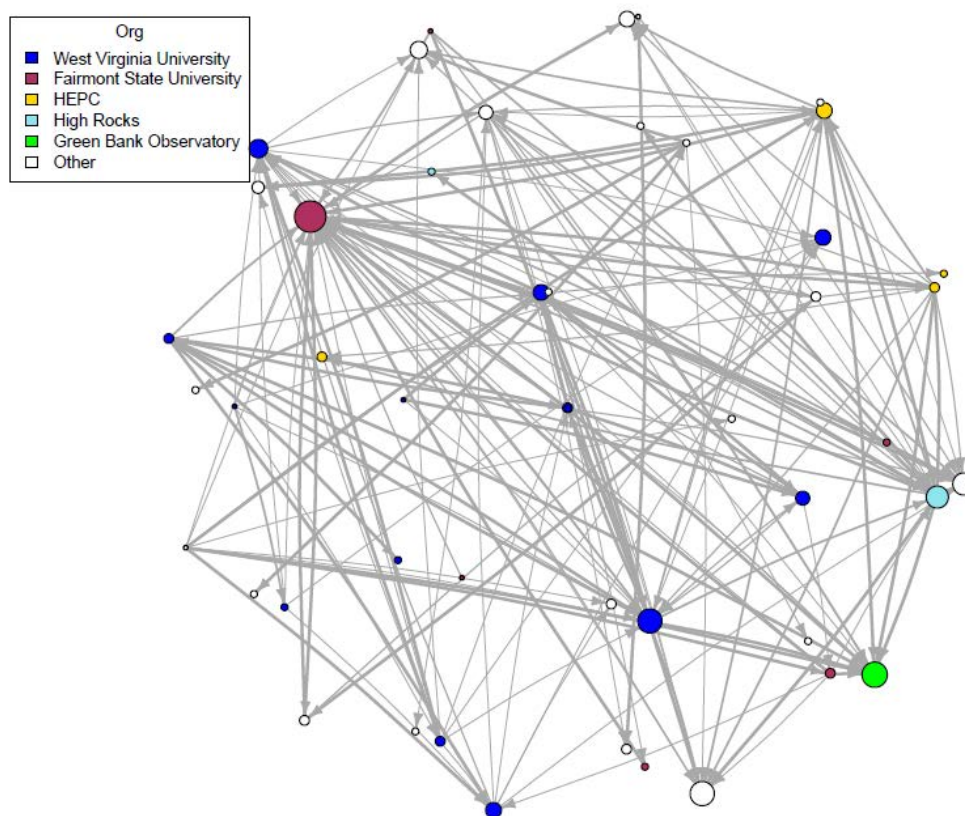 Org
West Virginia University
Fairmont State University
HEPC
High Rocks
Green Bank Observatory
Other